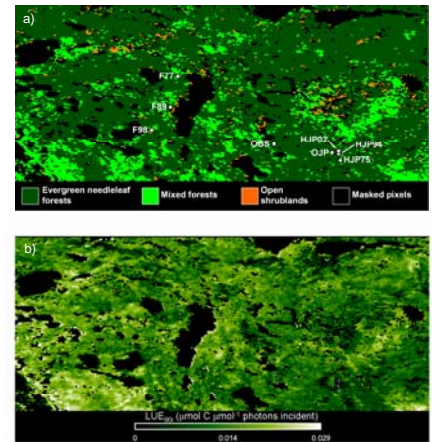 a)
F77
F89
F98
OBS
HJP02
HJP94
OJP
HJP75
Evergreen needleleaf
forests
Mixed forests
Open
shrublands
Masked pixels
b)
(μmol C μmol⁻¹ photons incident)
0
0.014
0.029